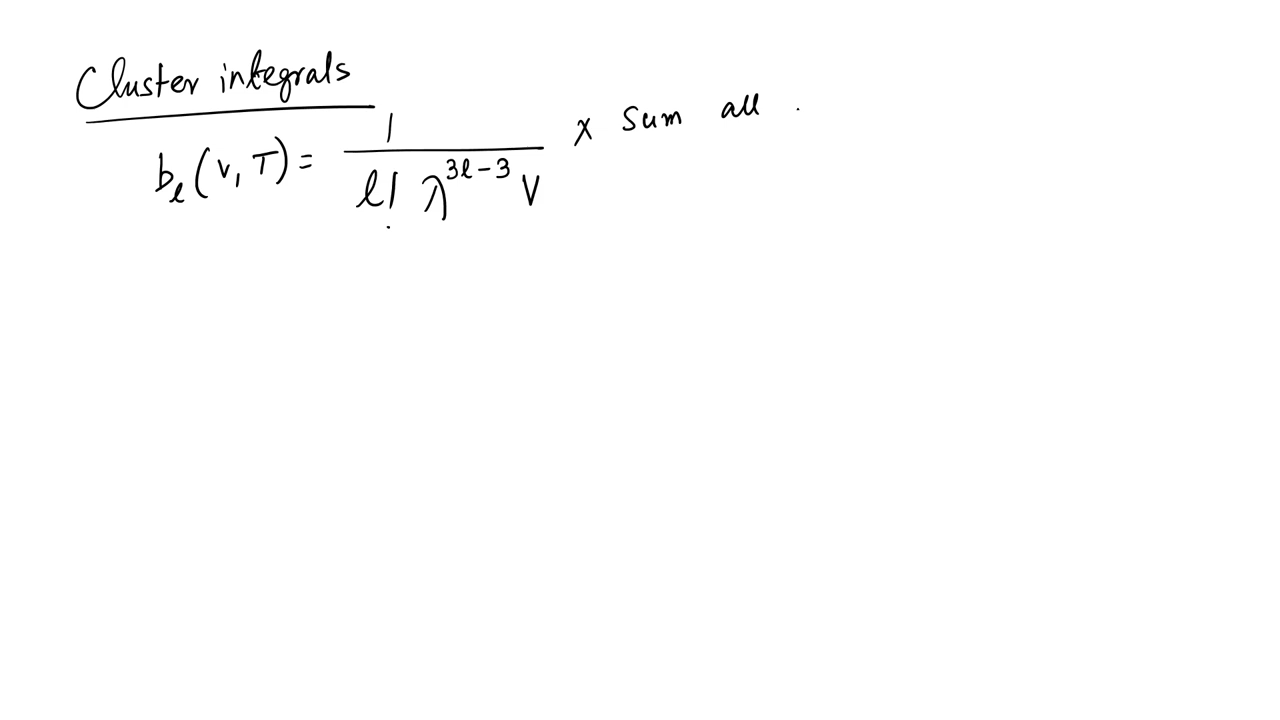 Cluster integrals
b_l(v, T) = 1 / (l! λ^{3l-3} V) × Sum all